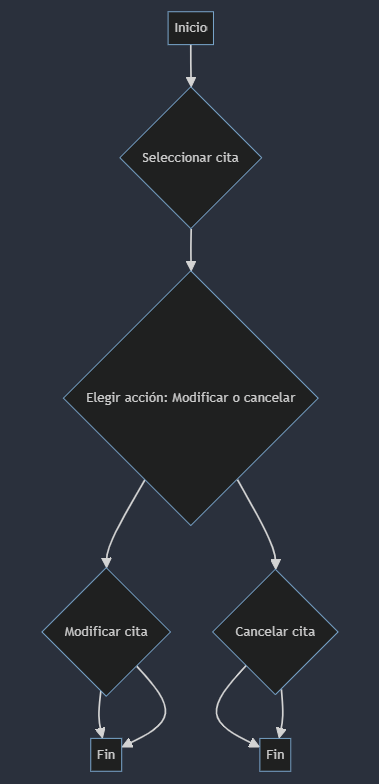 Inicio
Seleccionar cita
Elegir acción: Modificar o cancelar
Modificar cita
Cancelar cita
Fin
Fin